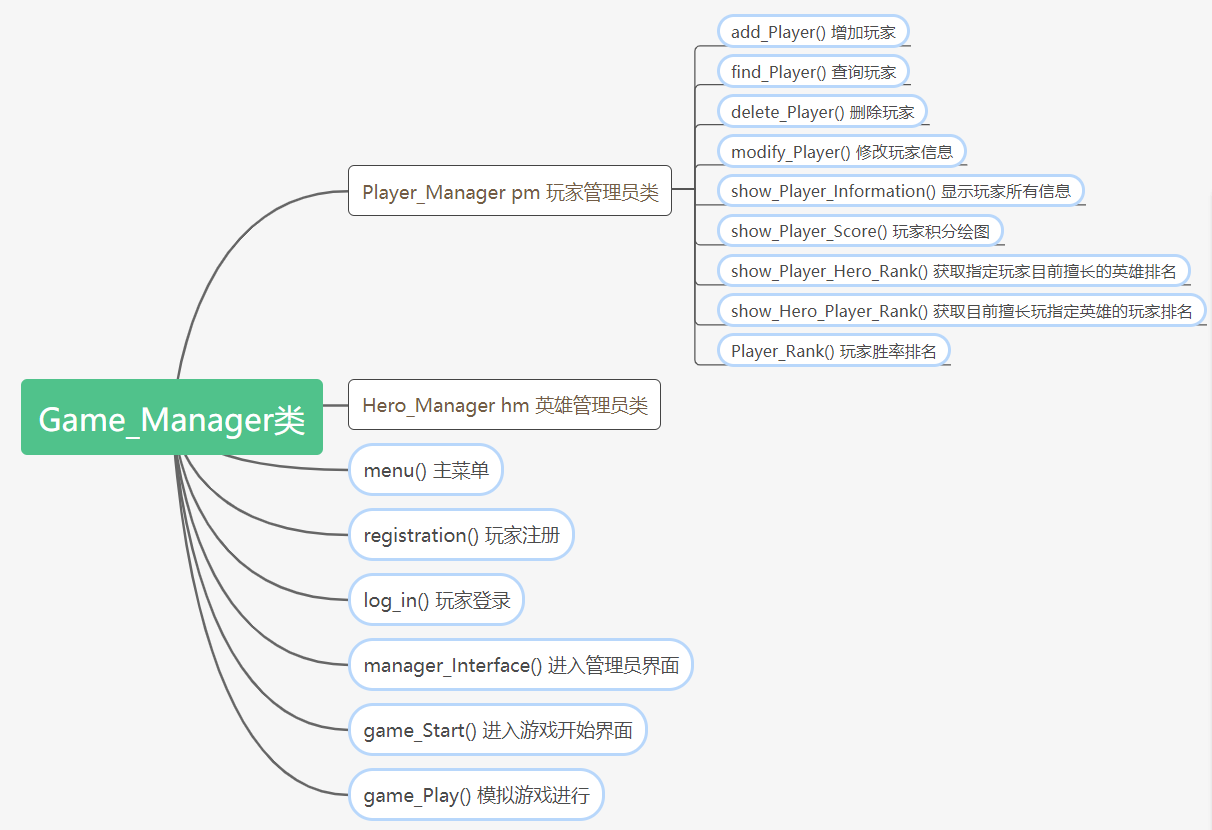 Game_Manager类
Player_Manager pm 玩家管理员类
add_Player() 增加玩家
find_Player() 查询玩家
delete_Player() 删除玩家
modify_Player() 修改玩家信息
show_Player_Information() 显示玩家所有信息
show_Player_Score() 玩家积分绘图
show_Player_Hero_Rank() 获取指定玩家目前擅长的英雄排名
show_Hero_Player_Rank() 获取目前擅长玩指定英雄的玩家排名
Player_Rank() 玩家胜率排名
Hero_Manager hm 英雄管理员类
menu() 主菜单
registration() 玩家注册
log_in() 玩家登录
manager_Interface() 进入管理员界面
game_Start() 进入游戏开始界面
game_Play() 模拟游戏进行